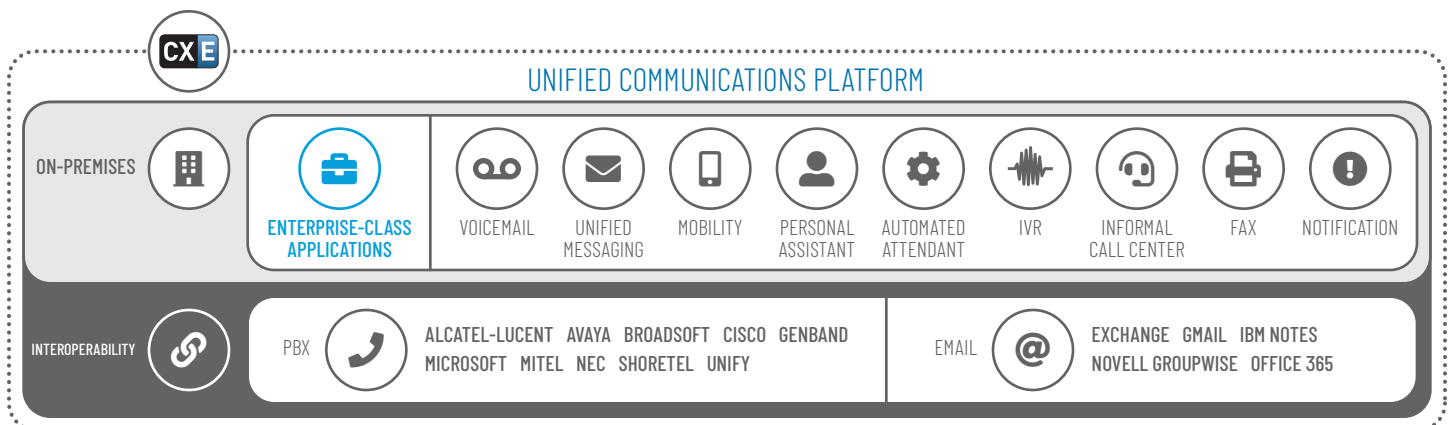 CX E
UNIFIED COMMUNICATIONS PLATFORM
ON-PREMISES
ENTERPRISE-CLASS
APPLICATIONS
VOICEMAIL
UNIFIED
MESSAGING
MOBILITY
PERSONAL
ASSISTANT
AUTOMATED
ATTENDANT
IVR
INFORMAL
CALL CENTER
FAX
NOTIFICATION
INTEROPERABILITY
PBX
ALCATEL-LUCENT AVAYA BROADSOFT CISCO GENBAND
MICROSOFT MITEL NEC SHORETEL UNIFY
EMAIL
@
EXCHANGE GMAIL IBM NOTES
NOVELL GROUPWISE OFFICE 365